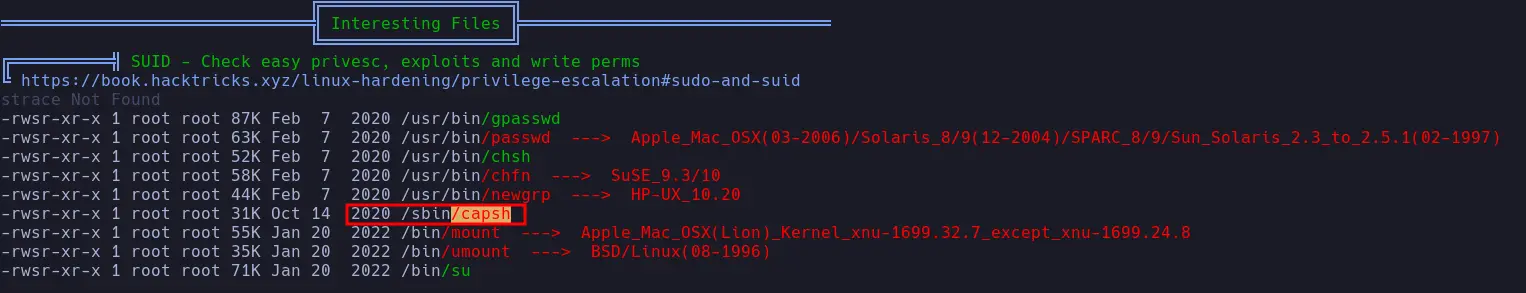 Interesting Files
SUID - Check easy privesc, exploits and write perms
https://book.hacktricks.xyz/linux-hardening/privilege-escalation#sudo-and-suid
strace Not Found
-rwsr-xr-x 1 root root 87K Feb  7  2020 /usr/bin/gpasswd
-rwsr-xr-x 1 root root 63K Feb  7  2020 /usr/bin/passwd  --->  Apple_Mac_OSX(03-2006)/Solaris_8/9(12-2004)/SPARC_8/9/Sun_Solaris_2.3_to_2.5.1(02-1997)
-rwsr-xr-x 1 root root 52K Feb  7  2020 /usr/bin/chsh
-rwsr-xr-x 1 root root 58K Feb  7  2020 /usr/bin/chfn  --->  SuSE_9.3/10
-rwsr-xr-x 1 root root 44K Feb  7  2020 /usr/bin/newgrp  --->  HP-UX_10.20
-rwsr-xr-x 1 root root 31K Oct 14  2020 /sbin/capsh
-rwsr-xr-x 1 root root 55K Jan 20  2022 /bin/mount  --->  Apple_Mac_OSX(Lion)_Kernel_xnu-1699.32.7_except_xnu-1699.24.8
-rwsr-xr-x 1 root root 35K Jan 20  2022 /bin/umount  --->  BSD/Linux(08-1996)
-rwsr-xr-x 1 root root 71K Jan 20  2022 /bin/su